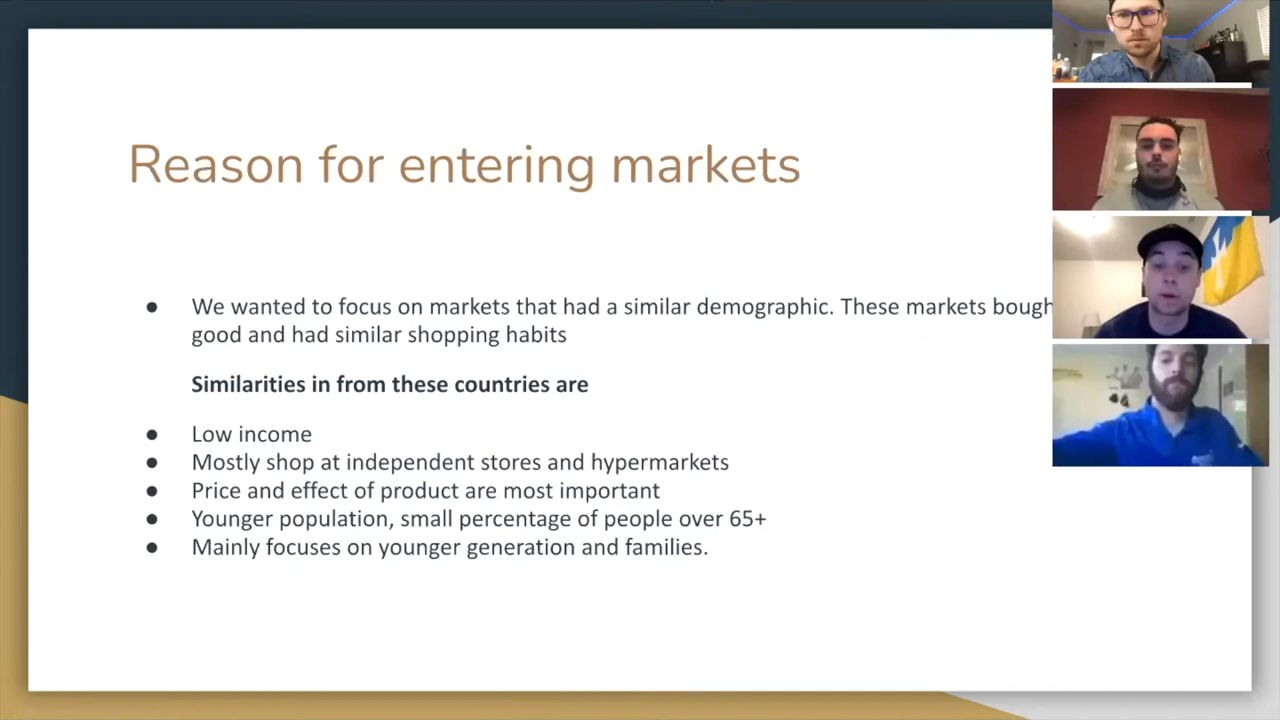 Reason for entering markets
● We wanted to focus on markets that had a similar demographic. These markets
good and had similar shopping habits
Similarities in from these countries are
● Low income
● Mostly shop at independent stores and hypermarkets
● Price and effect of product are most important
● Younger population, small percentage of people over 65+
● Mainly focuses on younger generation and families.